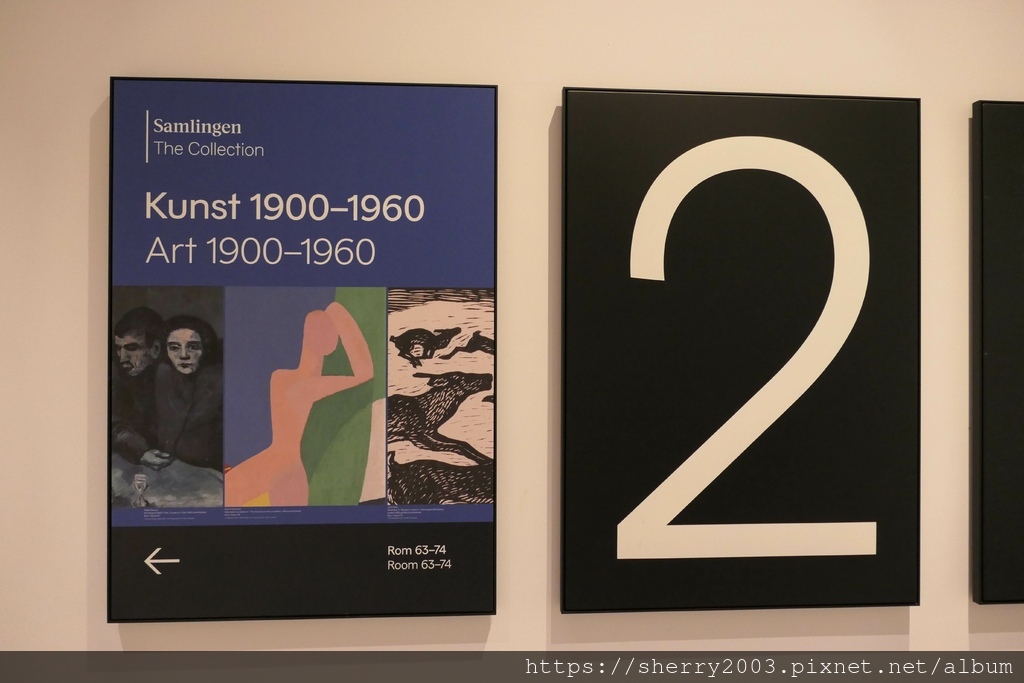 Samlingen
The Collection
Kunst 1900–1960
Art 1900–1960
Rom 63–74
Room 63–74
2
https://sherry2003.pixnet.net/album